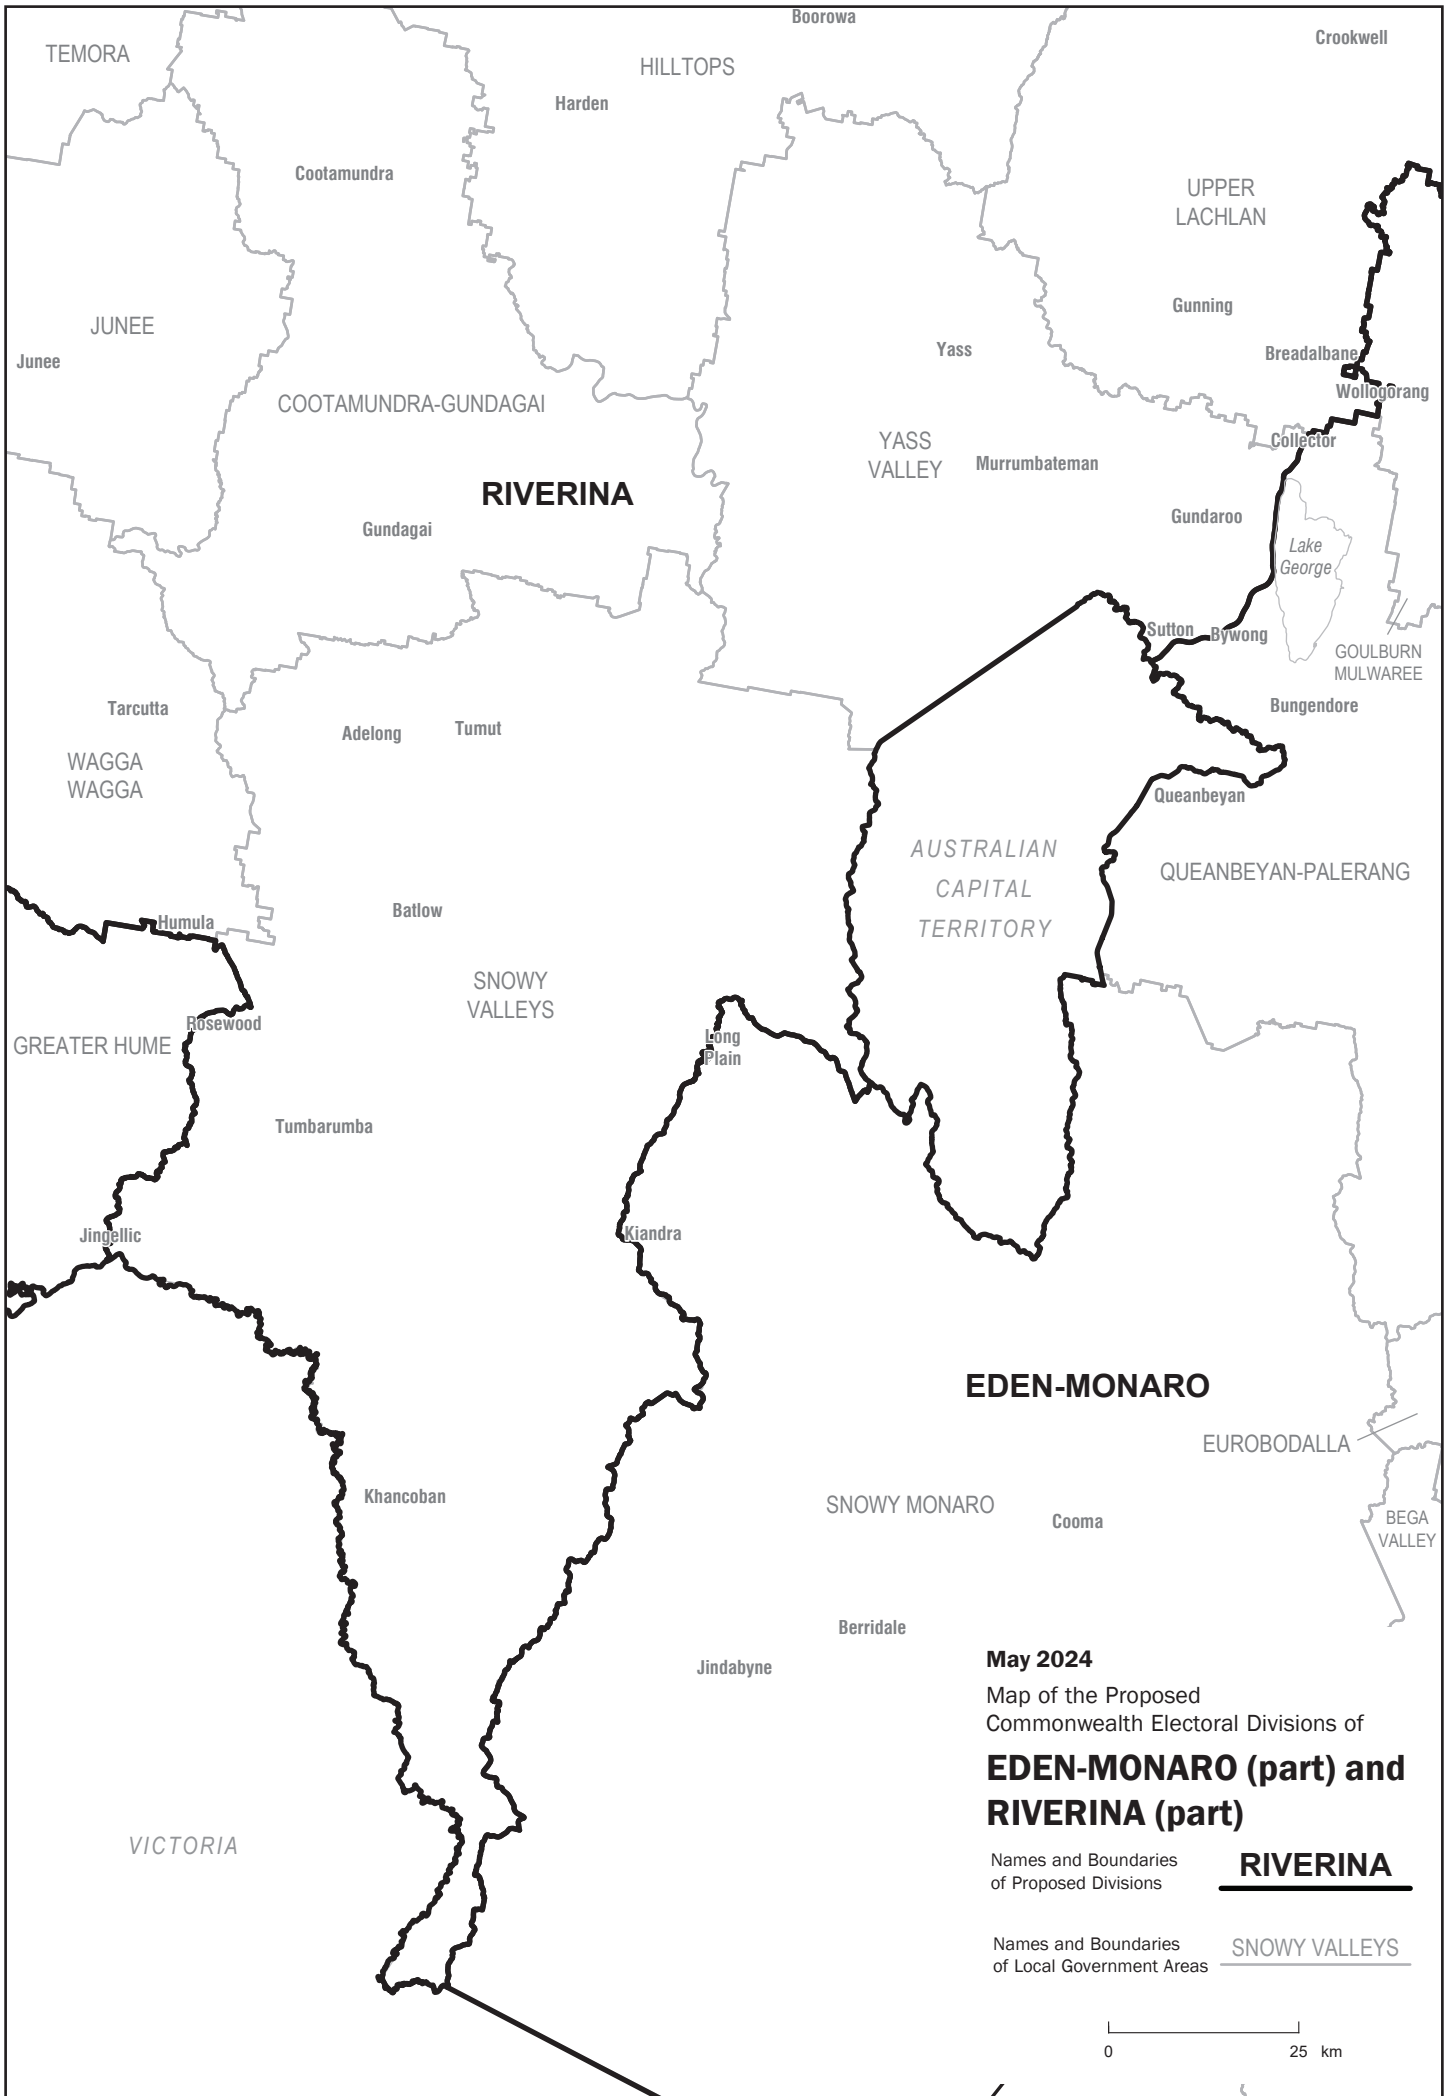 Boorowa
Crookwell
TEMORA
HILLTOPS
Harden
Cootamundra
UPPER
LACHLAN
Gunning
JUNEE
Junee
Yass
Breadalbane
Wollogorang
COOTAMUNDRA-GUNDAGAI
YASS
VALLEY
Collector
Murrumbateman
RIVERINA
Gundaroo
Gundagai
Lake
George
Sutton
Bywong
GOULBURN
MULWAREE
Tarcutta
Bungendore
Adelong
Tumut
WAGGA
WAGGA
Queanbeyan
AUSTRALIAN
CAPITAL
TERRITORY
QUEANBEYAN-PALERANG
Batlow
Humula
SNOWY
VALLEYS
Rosewood
GREATER HUME
Long
Plain
Tumbarumba
Jingellic
Kiandra
EDEN-MONARO
EUROBODALLA
Khancoban
SNOWY MONARO
Cooma
BEGA
VALLEY
Berridale
Jindabyne
VICTORIA
May 2024
Map of the Proposed
Commonwealth Electoral Divisions of
EDEN-MONARO (part) and
RIVERINA (part)
Names and Boundaries
of Proposed Divisions
RIVERINA
Names and Boundaries
of Local Government Areas
SNOWY VALLEYS
0 25 km